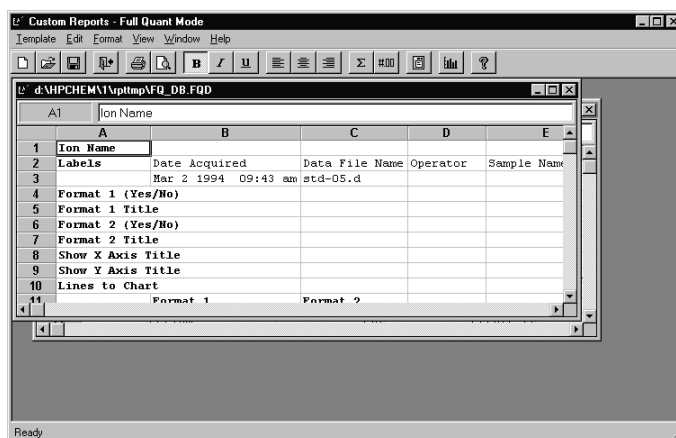 Custom Reports - Full Quant Mode
Template Edit Format View Window Help
B I U Σ #.00 ?
d:\HPCHEM\1\rpttmp\FQ_DB.FQD
A1 Ion Name
A B C D E
1 Ion Name
2 Labels Date Acquired Data File Name Operator Sample Name
3 Mar 2 1994 09:43 am std-05.d
4 Format 1 (Yes/No)
5 Format 1 Title
6 Format 2 (Yes/No)
7 Format 2 Title
8 Show X Axis Title
9 Show Y Axis Title
10 Lines to Chart
11 Format 1 Format 2
Ready